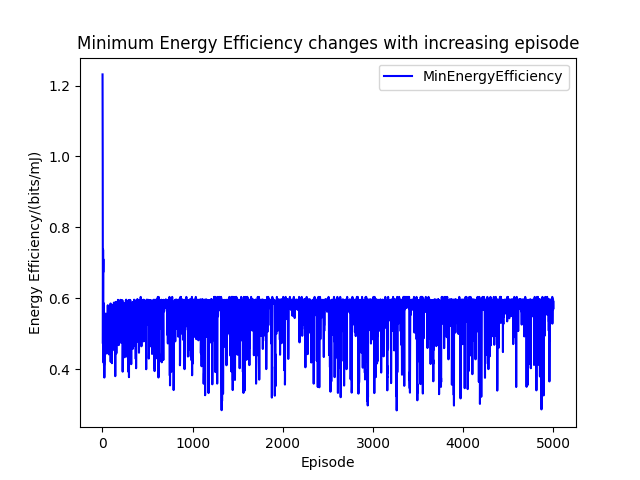 Minimum Energy Efficiency changes with increasing episode
MinEnergyEfficiency
Energy Efficiency/(bits/mJ)
1.2
1.0
0.8
0.6
0.4
0 1000 2000 3000 4000 5000
Episode